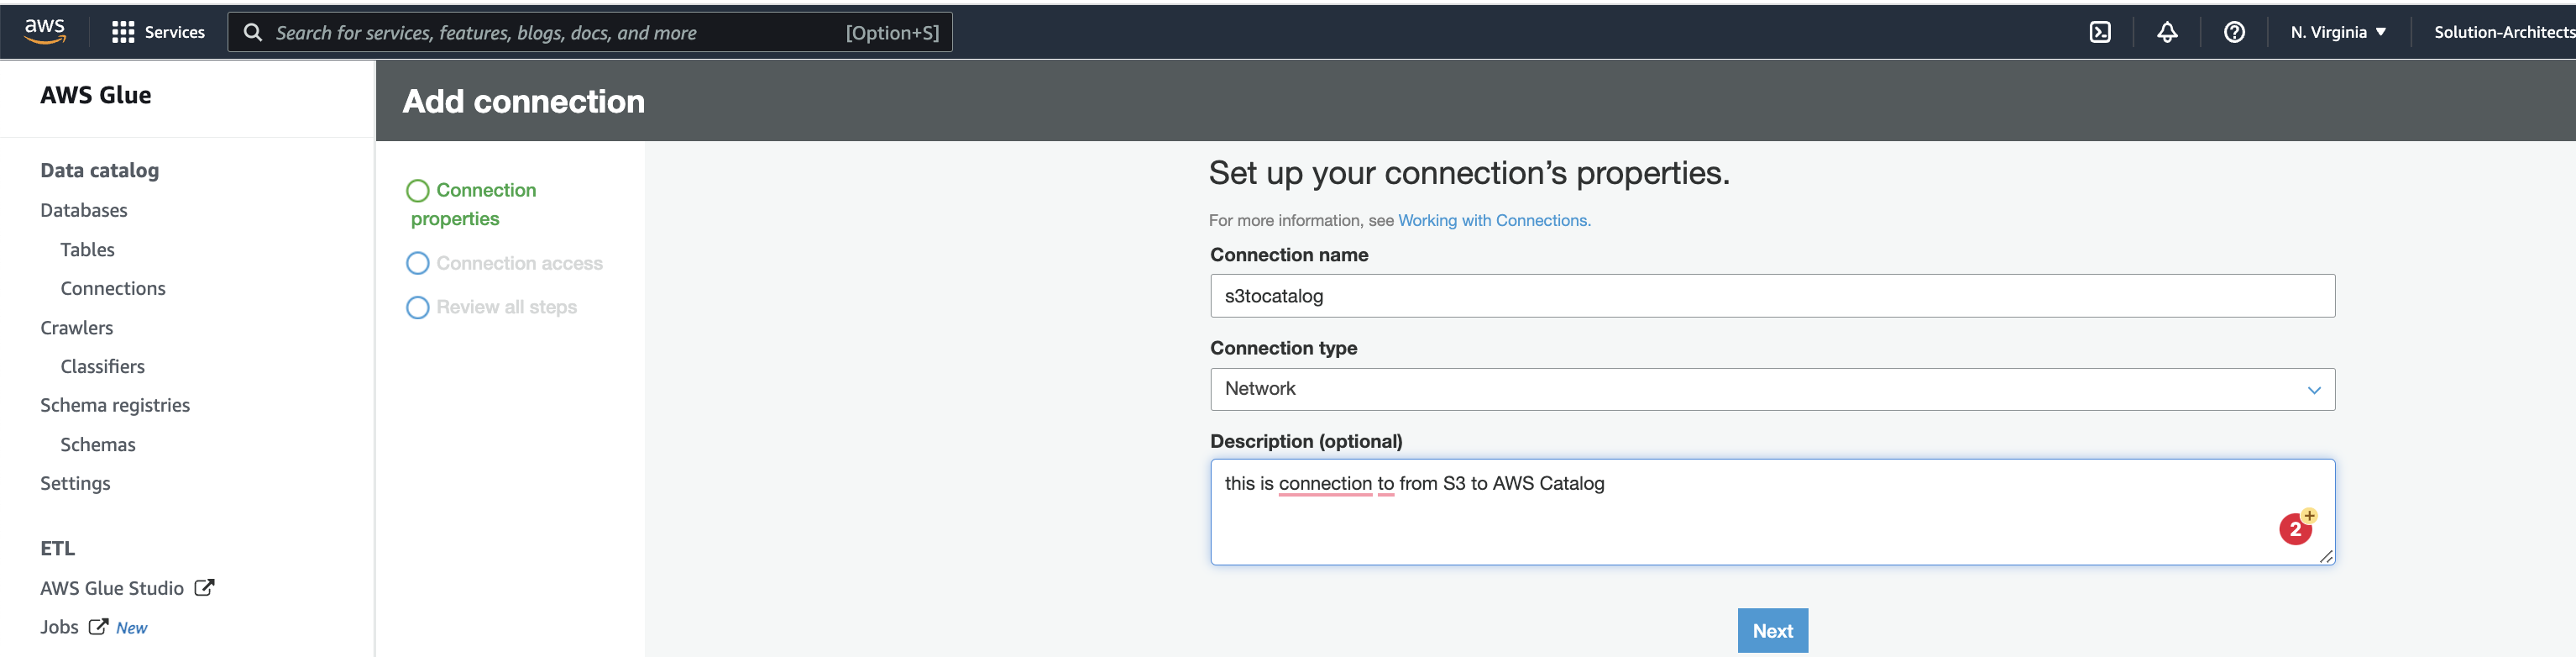 aws
Services
Search for services, features, blogs, docs, and more
[Option+S]
N. Virginia ▼
Solution-Architects
AWS Glue
Data catalog
Databases
Tables
Connections
Crawlers
Classifiers
Schema registries
Schemas
Settings
ETL
AWS Glue Studio
Jobs New
Add connection
Connection
properties
Connection access
Review all steps
Set up your connection’s properties.
For more information, see Working with Connections.
Connection name
s3tocatalog
Connection type
Network
Description (optional)
this is connection to from S3 to AWS Catalog
2
+
Next